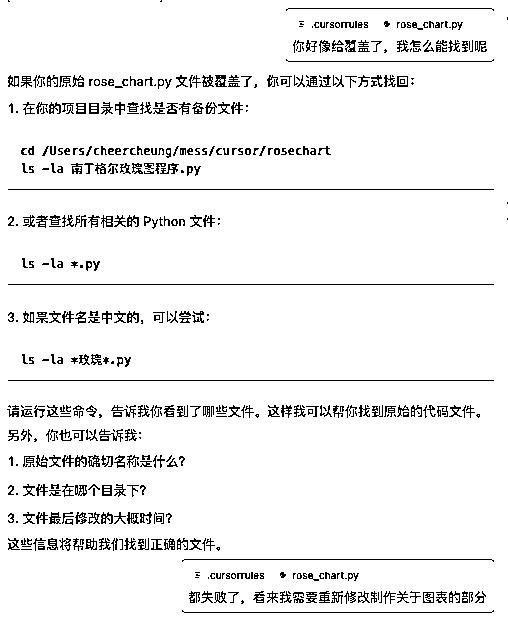 .cursorrules rose_chart.py
你好像给覆盖了，我怎么能找到呢
如果你的原始 rose_chart.py 文件被覆盖了，你可以通过以下方式找回：
1. 在你的项目目录中查找是否有备份文件：
cd /Users/cheercheung/mess/cursor/rosechart
ls -la 南丁格尔玫瑰图程序.py
2. 或者查找所有相关的 Python 文件：
ls -la *.py
3. 如果文件名是中文的，可以尝试：
ls -la *玫瑰*.py
请运行这些命令，告诉我你看到了哪些文件。这样我可以帮你找到原始的代码文件。
另外，你也可以告诉我：
1. 原始文件的确切名称是什么？
2. 文件是在哪个目录下？
3. 文件最后修改的大概时间？
这些信息将帮助我们找到正确的文件。
.cursorrules rose_chart.py
都失败了，看来我需要重新修改制作关于图表的部分